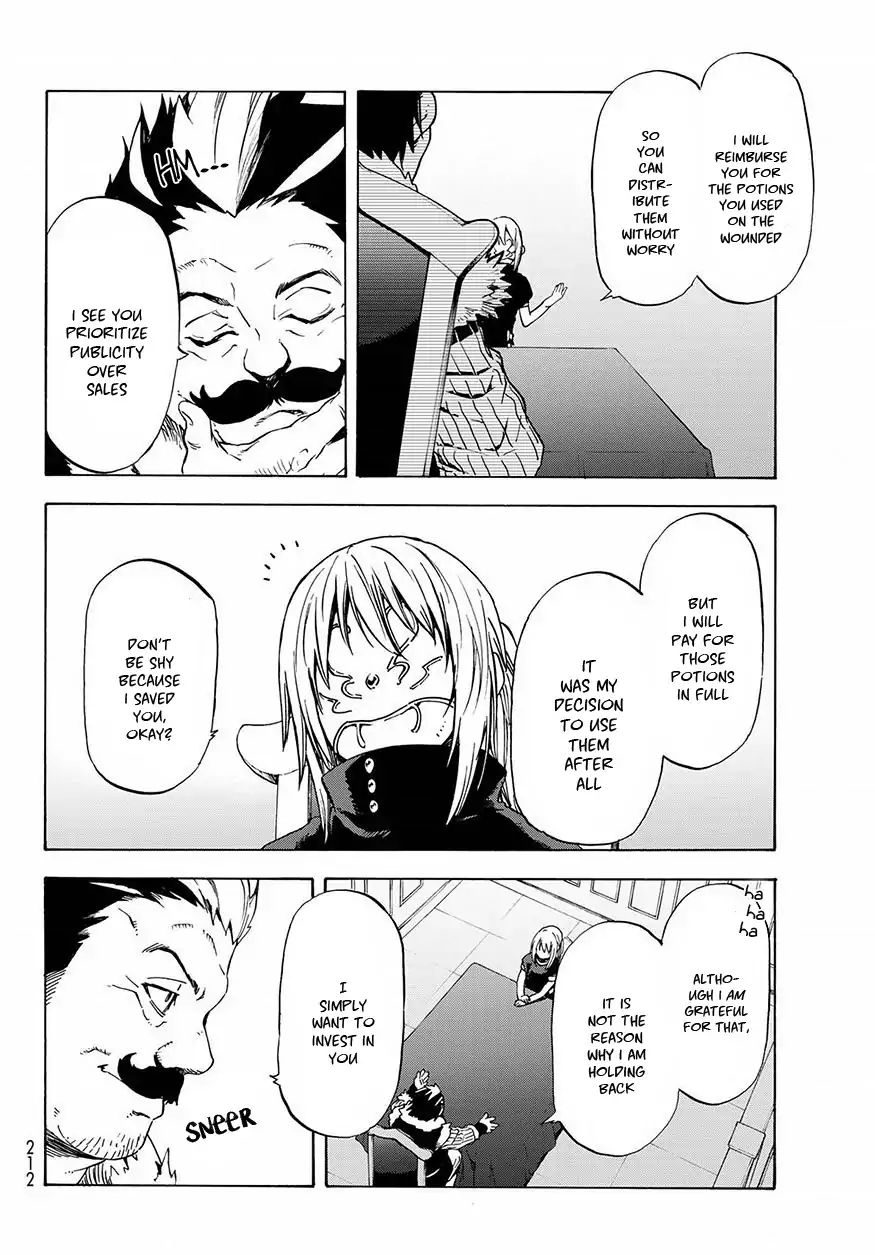 I WILL
REIMBURSE
YOU FOR
THE POTIONS
YOU USED
ON THE
WOUNDED
SO
YOU
CAN
DISTR-
IBUTE
THEM
WITHOUT
WORRY
HM....
I SEE YOU
PRIORITIZE
PUBLICITY
OVER
SALES
BUT
I WILL
PAY FOR
THOSE
POTIONS
IN FULL
IT
WAS MY
DECISION
TO USE
THEM
AFTER
ALL
DON'T
BE SHY
BECAUSE
I SAVED
YOU,
OKAY?
ha
ha
ha
ALTHO-
UGH I AM
GRATEFUL
FOR THAT,
IT IS
NOT THE
REASON
WHY I AM
HOLDING
BACK
I
SIMPLY
WANT TO
INVEST IN
YOU
SNEER
212